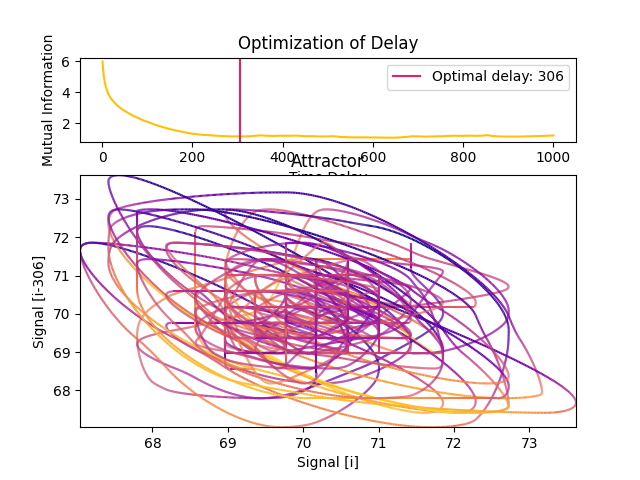 Optimization of Delay
Mutual Information
6
4
2
Optimal delay: 306
0 200 400 600 800 1000
Time Delay
Attractor
Signal [i-306]
73
72
71
70
69
68
68 69 70 71 72 73
Signal [i]